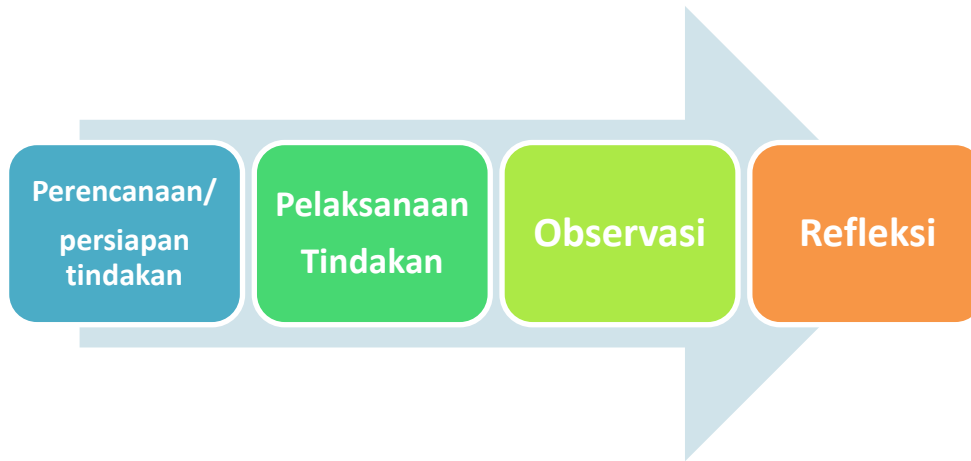 Perencanaan/
persiapan
tindakan
Pelaksanaan
Tindakan
Observasi
Refleksi